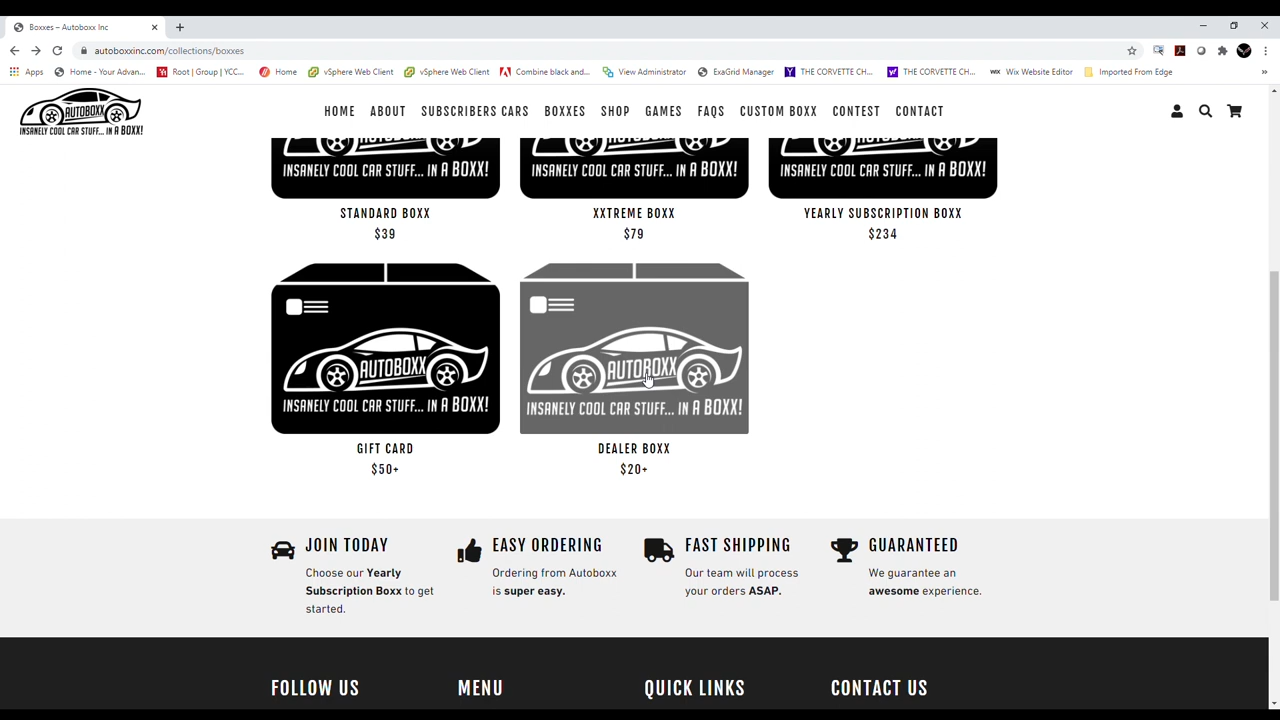 Boxxes – Autoboxx Inc
autoboxxinc.com/collections/boxxes
Apps
Home - Your Advan...
Root | Group | YCC...
Home
vSphere Web Client
vSphere Web Client
Combine black and...
View Administrator
ExaGrid Manager
THE CORVETTE CH...
THE CORVETTE CH...
WIX Wix Website Editor
Imported From Edge
»
AUTOBOXX
INSANELY COOL CAR STUFF... IN A BOXX!
HOME ABOUT SUBSCRIBERS CARS BOXXES SHOP GAMES FAQS CUSTOM BOXX CONTEST CONTACT
INSANELY COOL CAR STUFF... IN A BOXX!
INSANELY COOL CAR STUFF... IN A BOXX!
INSANELY COOL CAR STUFF... IN A BOXX!
STANDARD BOXX
$39
XXTREME BOXX
$79
YEARLY SUBSCRIPTION BOXX
$234
AUTOBOXX
INSANELY COOL CAR STUFF... IN A BOXX!
GIFT CARD
$50+
AUTOBOXX
INSANELY COOL CAR STUFF... IN A BOXX!
DEALER BOXX
$20+
JOIN TODAY
Choose our Yearly
Subscription Boxx to get
started.
EASY ORDERING
Ordering from Autoboxx
is super easy.
FAST SHIPPING
Our team will process
your orders ASAP.
GUARANTEED
We guarantee an
awesome experience.
FOLLOW US
MENU
QUICK LINKS
CONTACT US